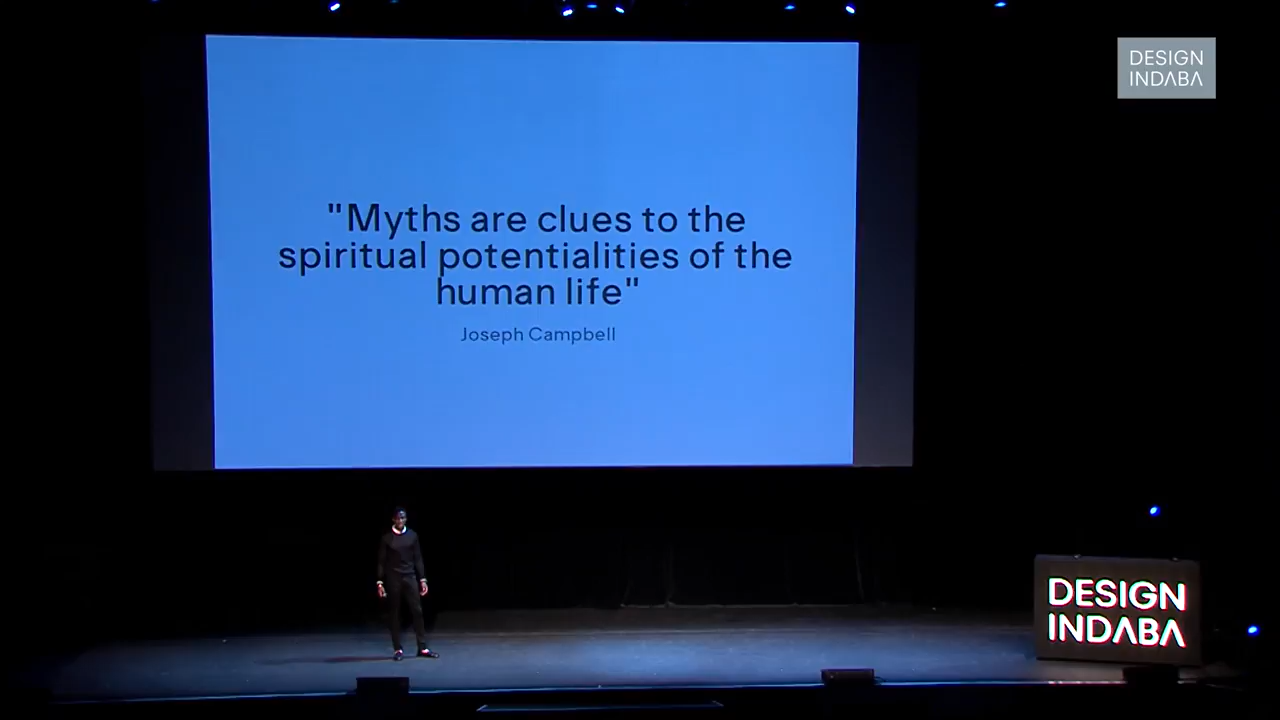 DESIGN
INDABA
"Myths are clues to the
spiritual potentialities of the
human life"
Joseph Campbell
DESIGN
INDABA